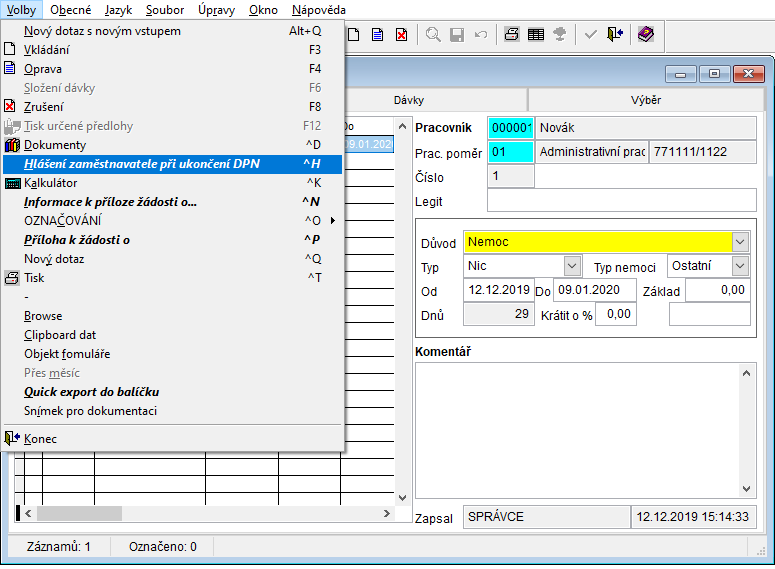 Volby Obecné Jazyk Soubor Úpravy Okno Nápověda
Nový dotaz s novým vstupem Alt+Q
Vkládání F3
Oprava F4
Složení dávky F6
Zrušení F8
Tisk určené předlohy F12
Dokumenty ^D
Hlášení zaměstnavatele při ukončení DPN ^H
Kalkulátor ^K
Informace k příloze žádosti o... ^N
OZNAČOVÁNÍ ^O
Příloha k žádosti o ^P
Nový dotaz ^Q
Tisk ^T
-
Browse
Clipboard dat
Objekt fomuláře
Přes měsíc
Quick export do balíčku
Snímek pro dokumentaci
Konec
Dávky Výběr
Do
09.01.2020
Pracovník 000001 Novák
Prac. poměr 01 Administrativní prac 771111/1122
Číslo 1
Legit
Důvod Nemoc
Typ Nic Typ nemoci Ostatní
Od 12.12.2019 Do 09.01.2020 Základ 0,00
Dnů 29 Krátit o % 0,00
Komentář
Zapsal SPRÁVCE 12.12.2019 15:14:33
Záznamů: 1 Označeno: 0